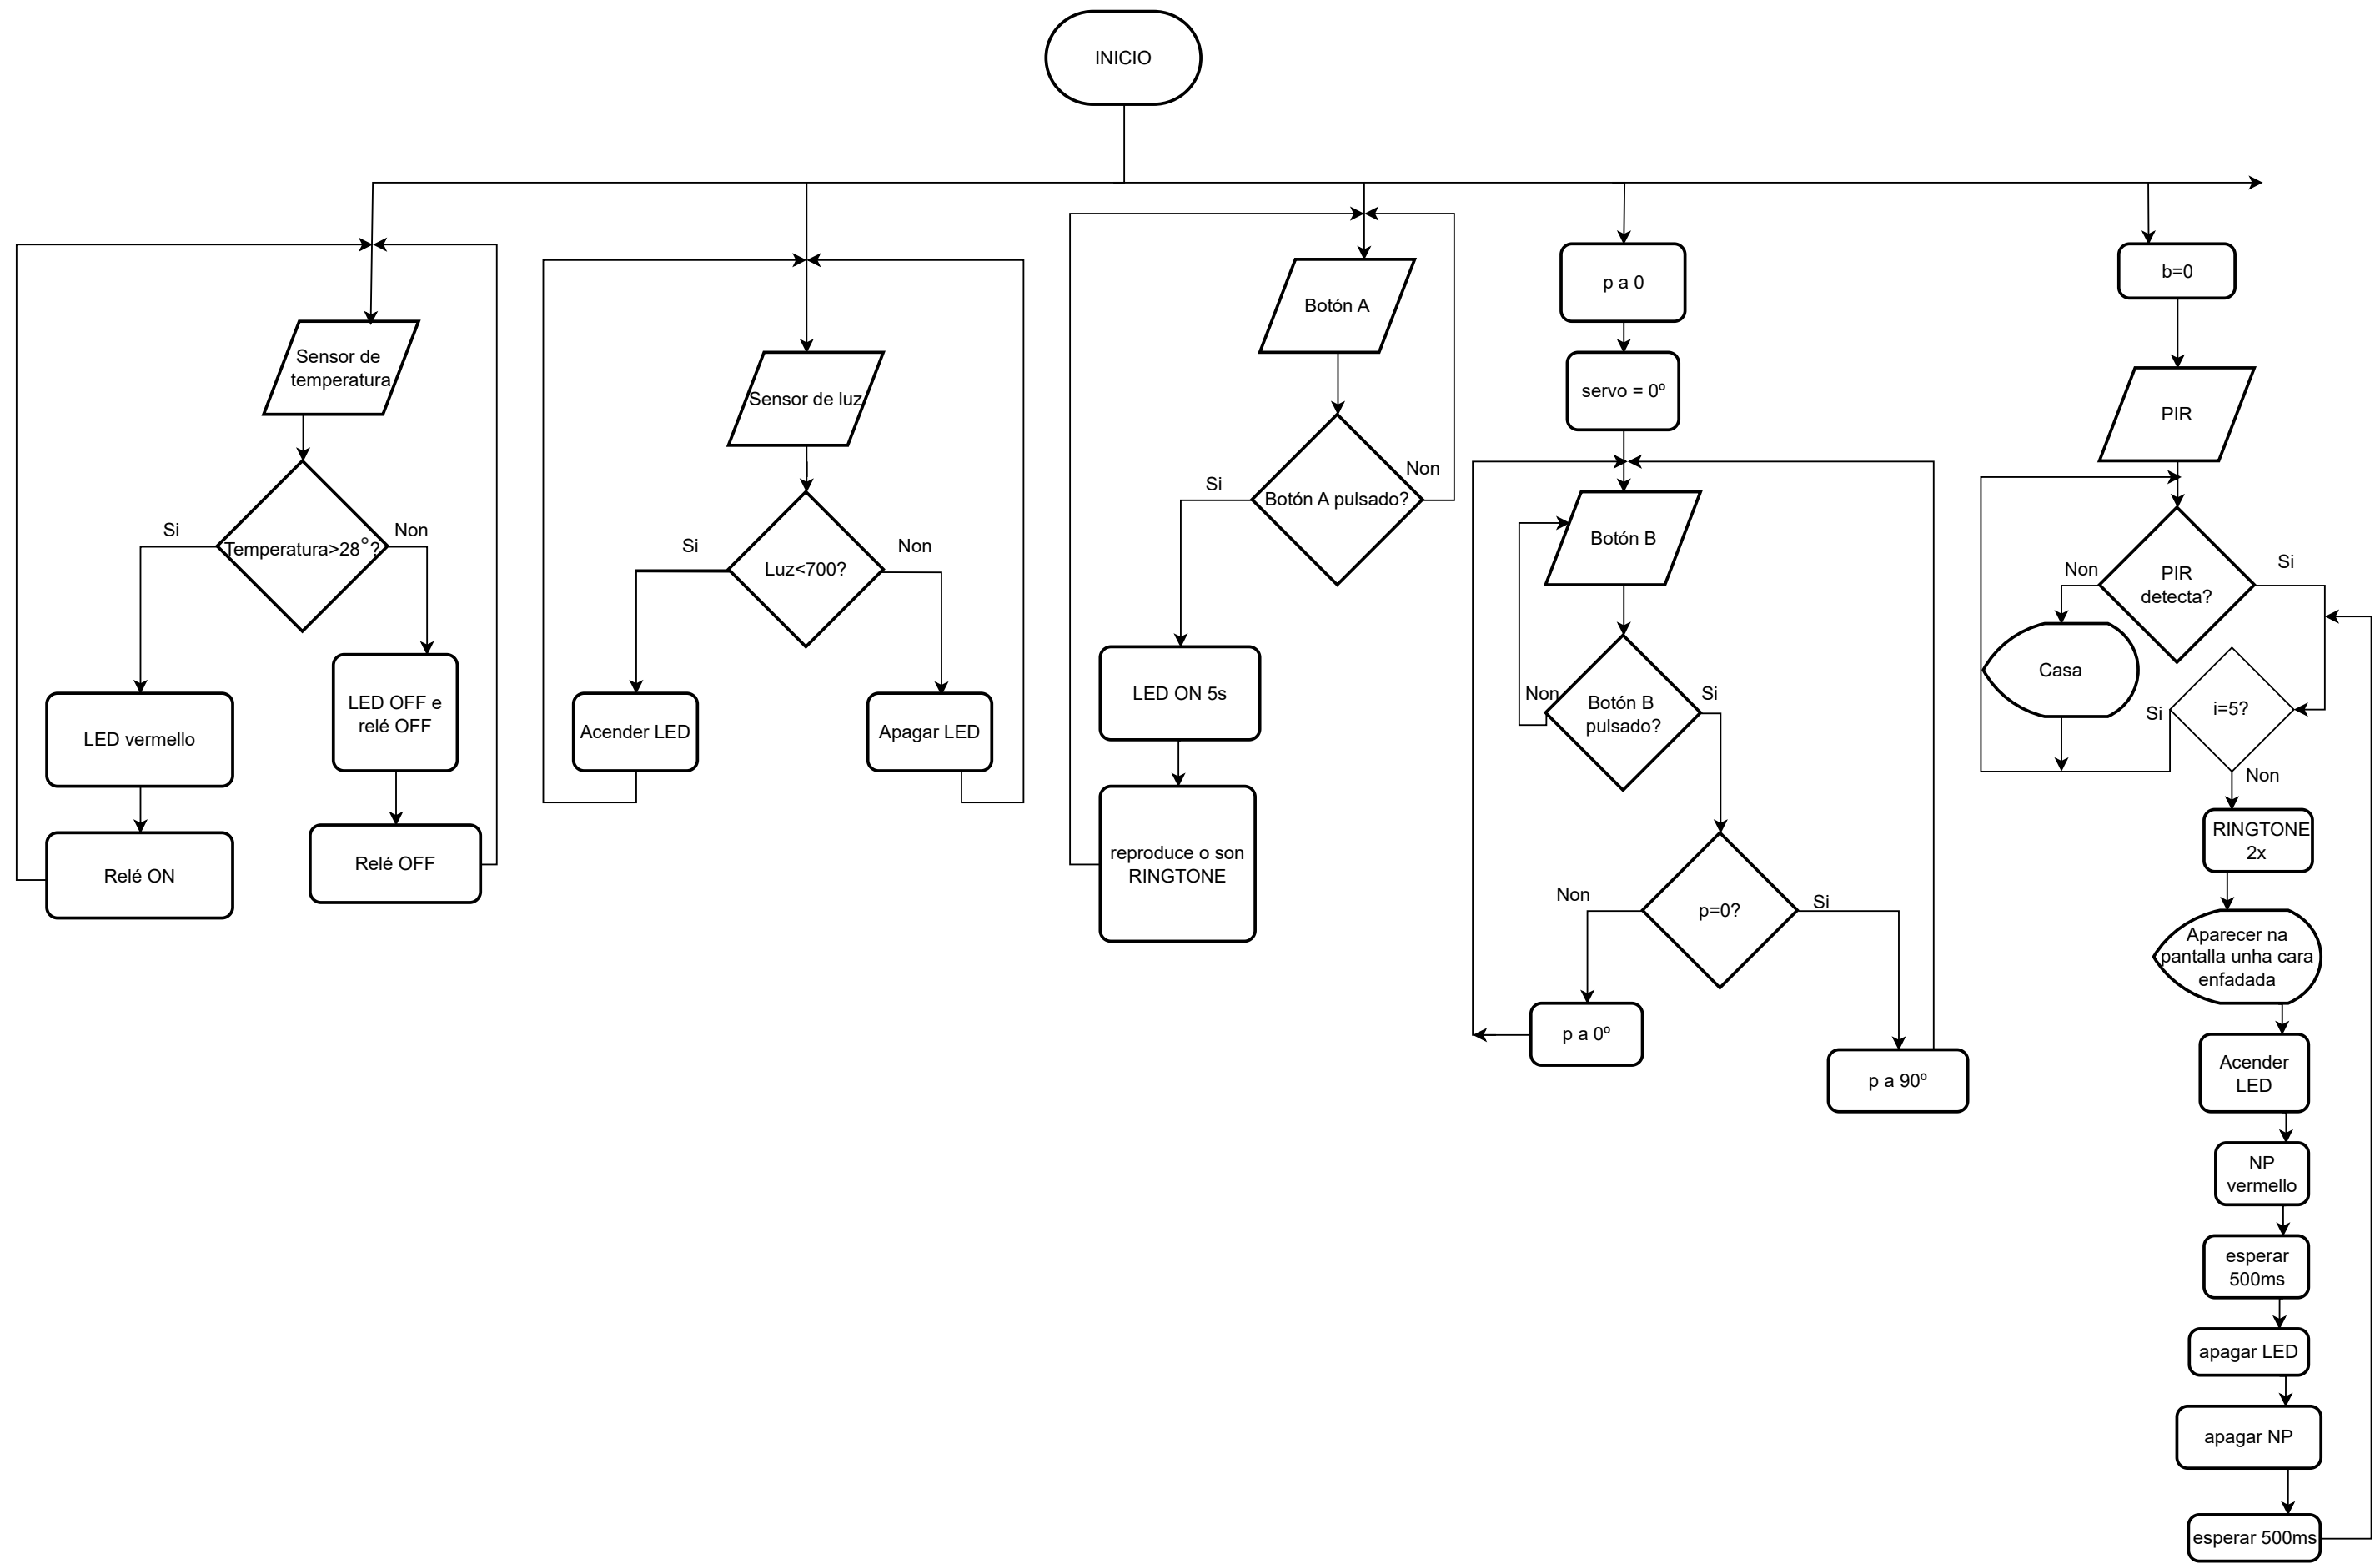 INICIO
Sensor de
temperatura
Temperatura>28°?
Si
Non
LED vermello
Relé ON
LED OFF e
relé OFF
Relé OFF
Sensor de luz
Luz<700?
Si
Non
Acender LED
Apagar LED
Botón A
Botón A pulsado?
Si
Non
LED ON 5s
reproduce o son
RINGTONE
p a 0
servo = 0º
Botón B
Botón B
pulsado?
Non
Si
p=0?
Non
Si
p a 0º
p a 90º
b=0
PIR
PIR
detecta?
Non
Si
Casa
i=5?
Si
Non
RINGTONE
2x
Aparecer na
pantalla unha cara
enfadada
Acender
LED
NP
vermello
esperar
500ms
apagar LED
apagar NP
esperar 500ms